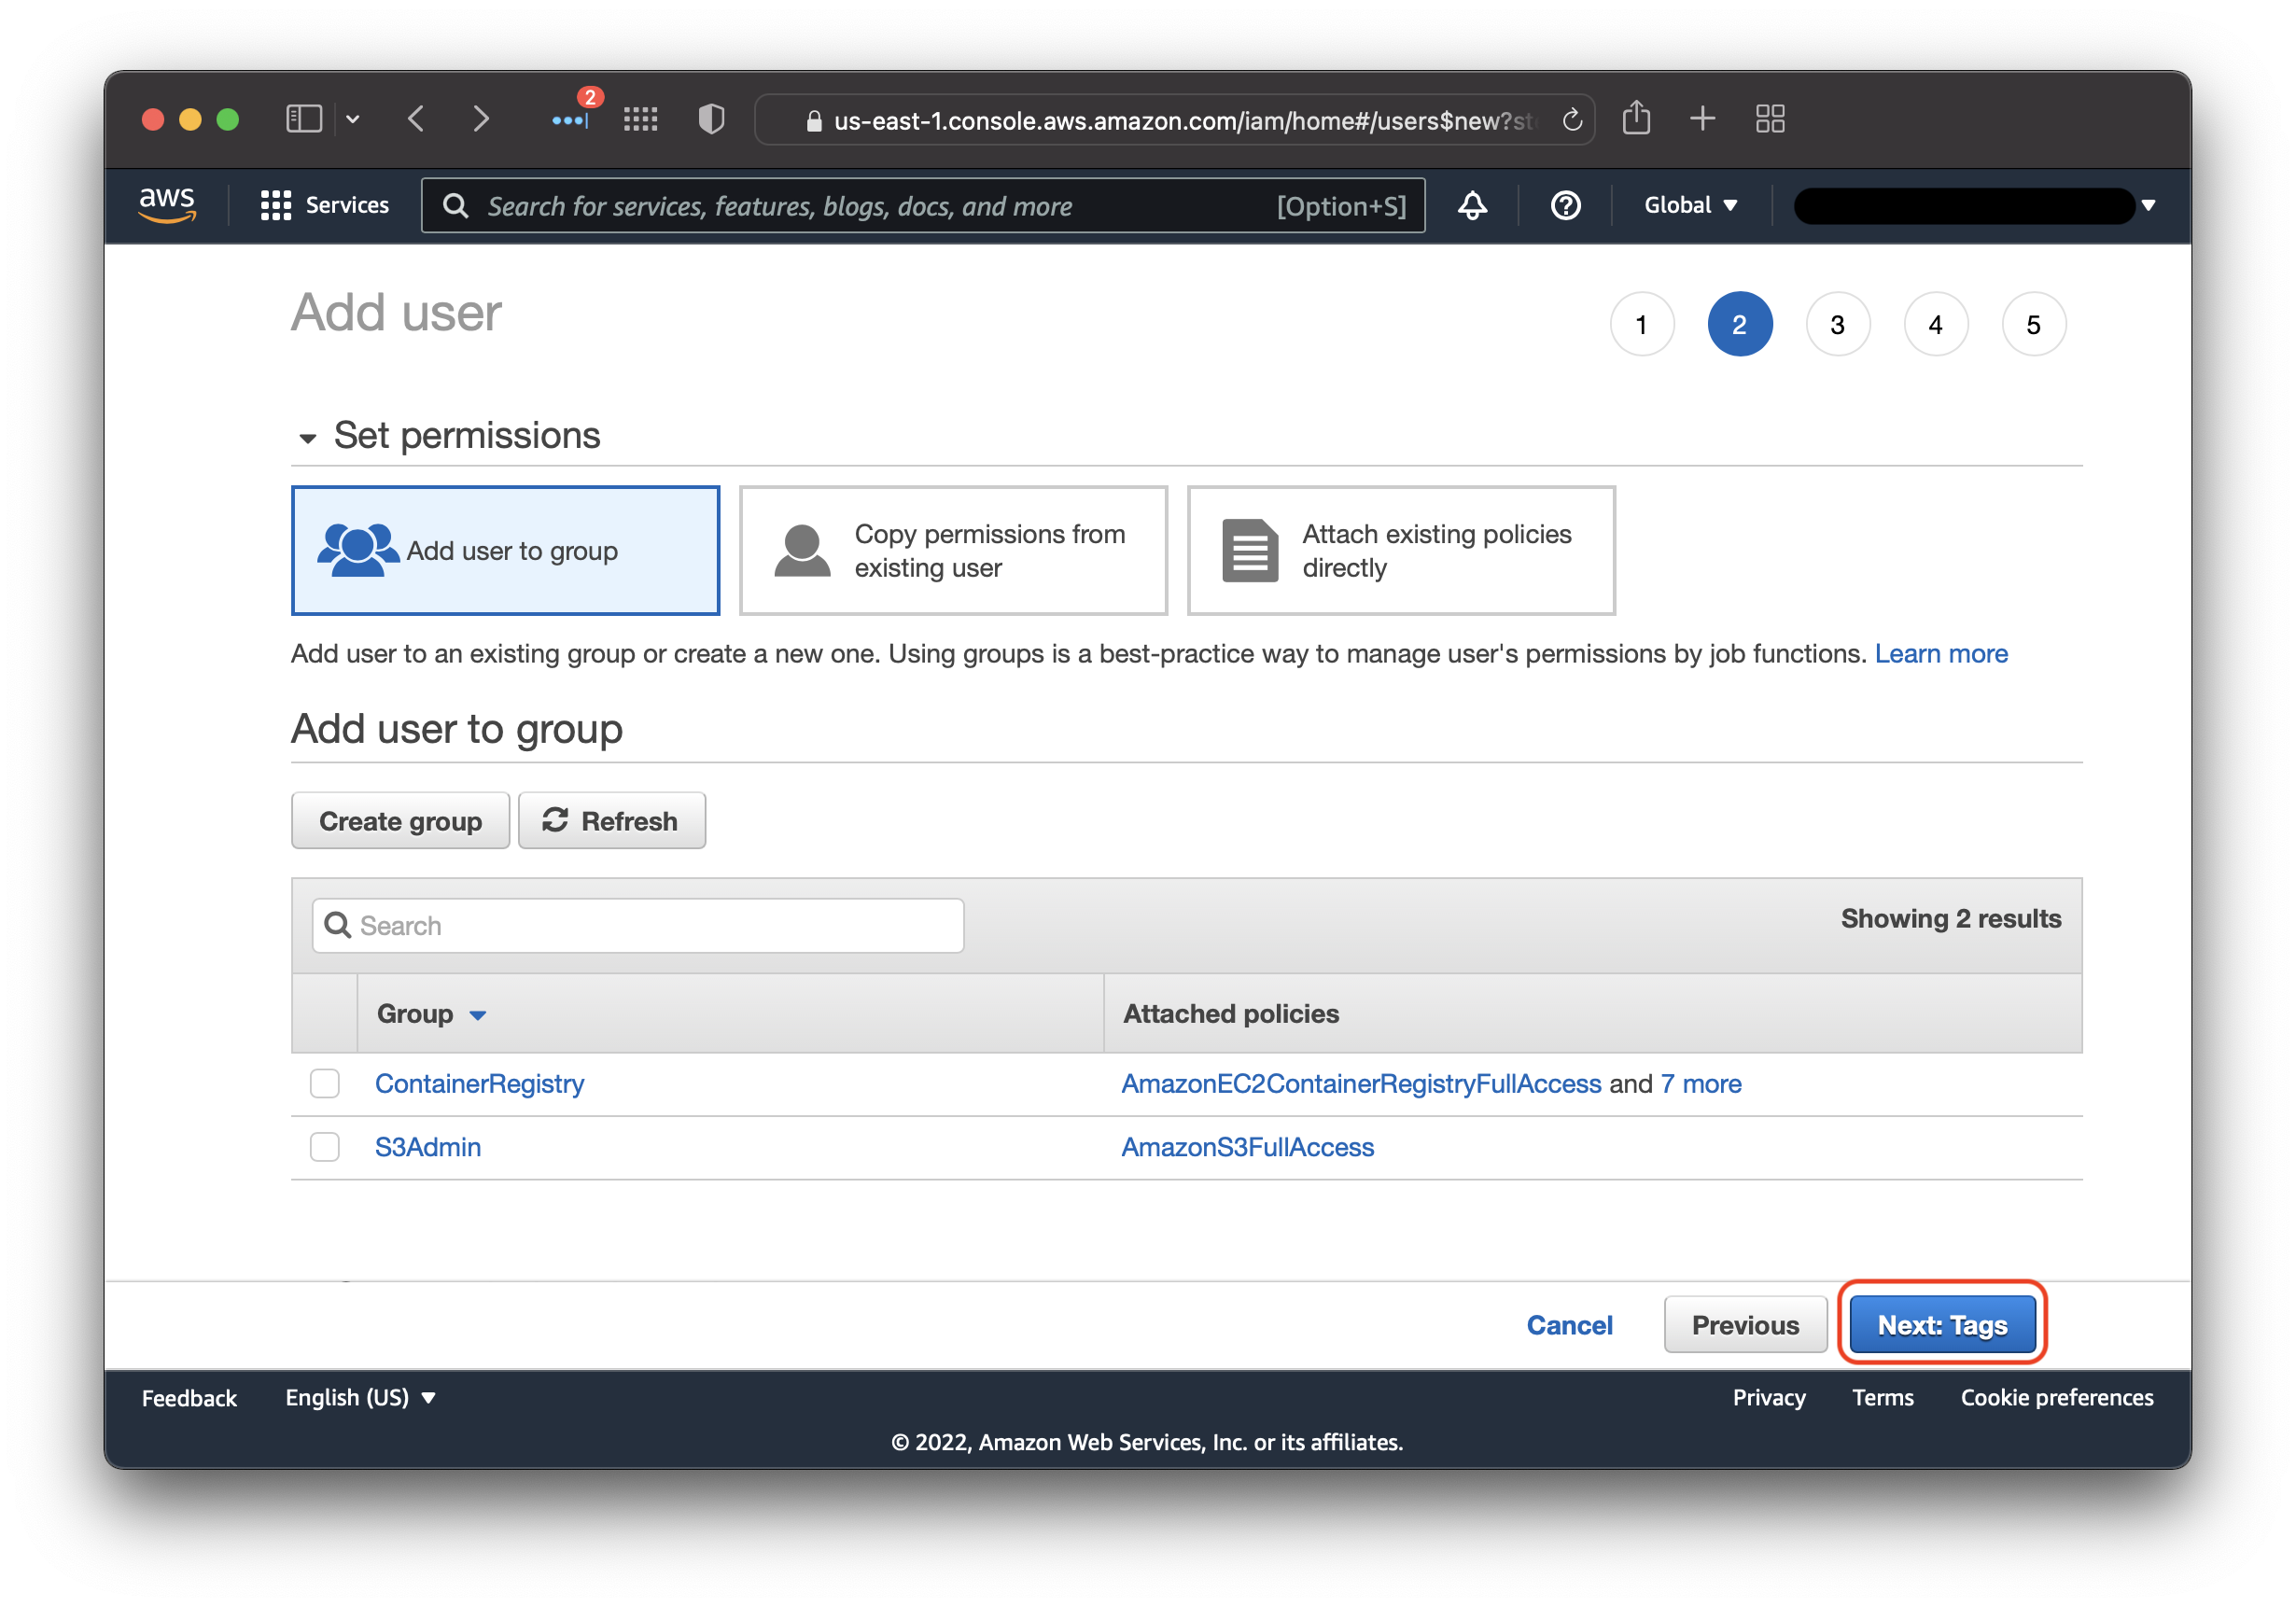 2
us-east-1.console.aws.amazon.com/iam/home#/users$new?st
aws
Services
Search for services, features, blogs, docs, and more
[Option+S]
Global
Add user
1
2
3
4
5
Set permissions
Add user to group
Copy permissions from
existing user
Attach existing policies
directly
Add user to an existing group or create a new one. Using groups is a best-practice way to manage user's permissions by job functions. Learn more
Add user to group
Create group
Refresh
Search
Showing 2 results
Group
Attached policies
ContainerRegistry
AmazonEC2ContainerRegistryFullAccess and 7 more
S3Admin
AmazonS3FullAccess
Cancel
Previous
Next: Tags
Feedback
English (US)
Privacy
Terms
Cookie preferences
© 2022, Amazon Web Services, Inc. or its affiliates.